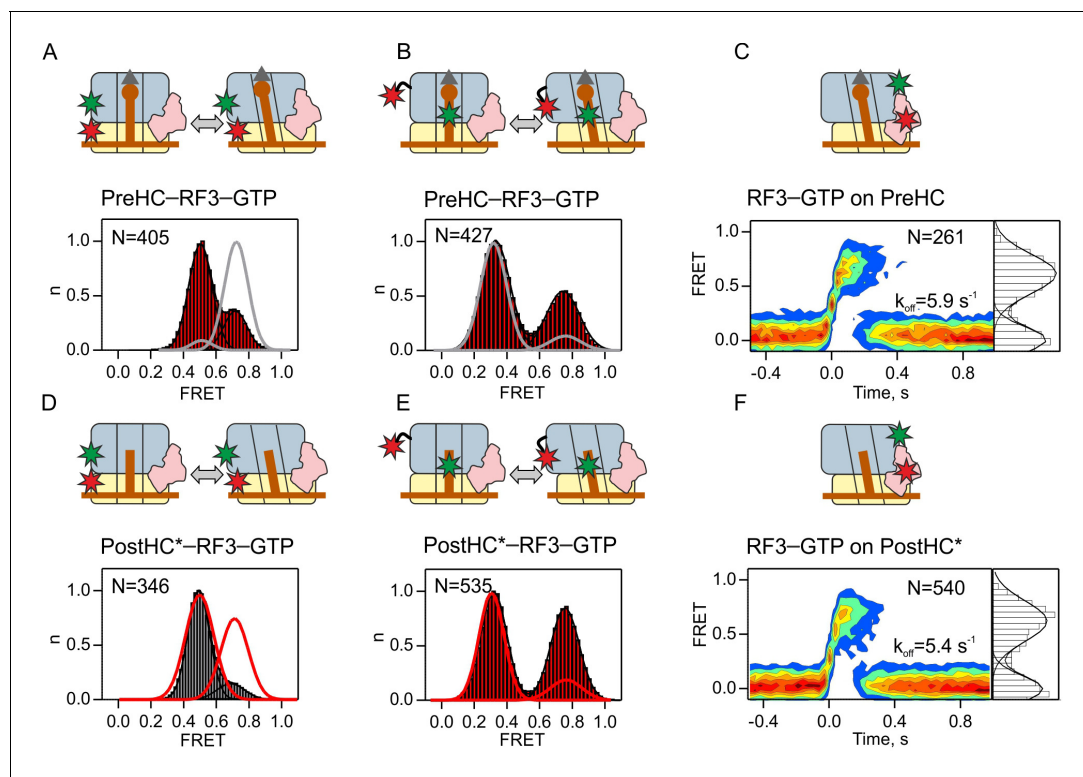 A
B
C
PreHC–RF3–GTP
PreHC–RF3–GTP
RF3–GTP on PreHC
N=405
n
1.0
0.5
0.0
0.0 0.2 0.4 0.6 0.8 1.0
FRET
N=427
n
1.0
0.5
0.0
0.0 0.2 0.4 0.6 0.8 1.0
FRET
N=261
FRET
1.0
0.5
0.0
koff=5.9 s-1
-0.4 0.0 0.4 0.8
Time, s
D
E
F
PostHC*–RF3–GTP
PostHC*–RF3–GTP
RF3–GTP on PostHC*
N=346
n
1.0
0.5
0.0
0.0 0.2 0.4 0.6 0.8 1.0
FRET
N=535
n
1.0
0.5
0.0
0.0 0.2 0.4 0.6 0.8 1.0
FRET
N=540
FRET
1.0
0.5
0.0
koff=5.4 s-1
-0.4 0.0 0.4 0.8
Time, s